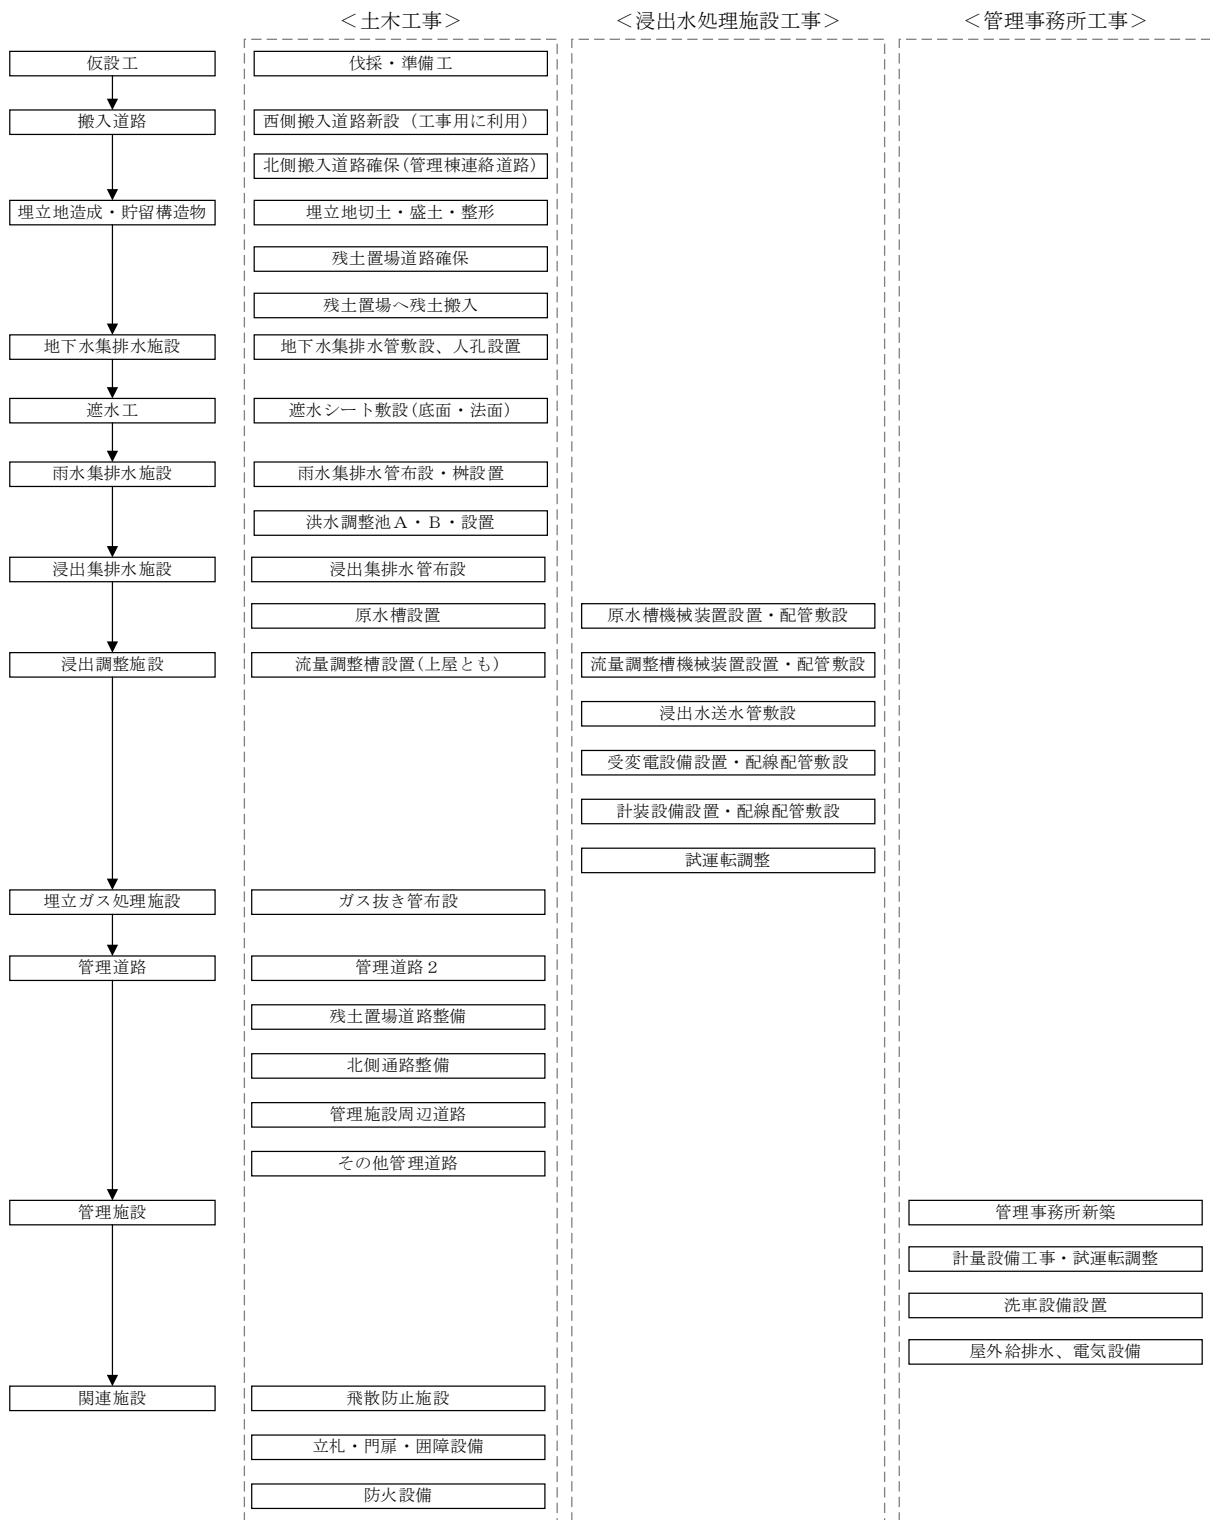 ＜土木工事＞ ＜浸出水処理施設工事＞ ＜管理事務所工事＞
仮設工 伐採・準備工
搬入道路 西側搬入道路新設（工事用に利用）
北側搬入道路確保(管理棟連絡道路)
埋立地造成・貯留構造物 埋立地切土・盛土・整形
残土置場道路確保
残土置場へ残土搬入
地下水集排水施設 地下水集排水管敷設、人孔設置
遮水工 遮水シート敷設(底面・法面)
雨水集排水施設 雨水集排水管布設・桝設置
洪水調整池Ａ・Ｂ・設置
浸出集排水施設 浸出集排水管布設
原水槽設置 原水槽機械装置設置・配管敷設
浸出調整施設 流量調整槽設置(上屋とも) 流量調整槽機械装置設置・配管敷設
浸出水送水管敷設
受変電設備設置・配線配管敷設
計装設備設置・配線配管敷設
試運転調整
埋立ガス処理施設 ガス抜き管布設
管理道路 管理道路２
残土置場道路整備
北側通路整備
管理施設周辺道路
その他管理道路
管理施設 管理事務所新築
計量設備工事・試運転調整
洗車設備設置
屋外給排水、電気設備
関連施設 飛散防止施設
立札・門扉・囲障設備
防火設備